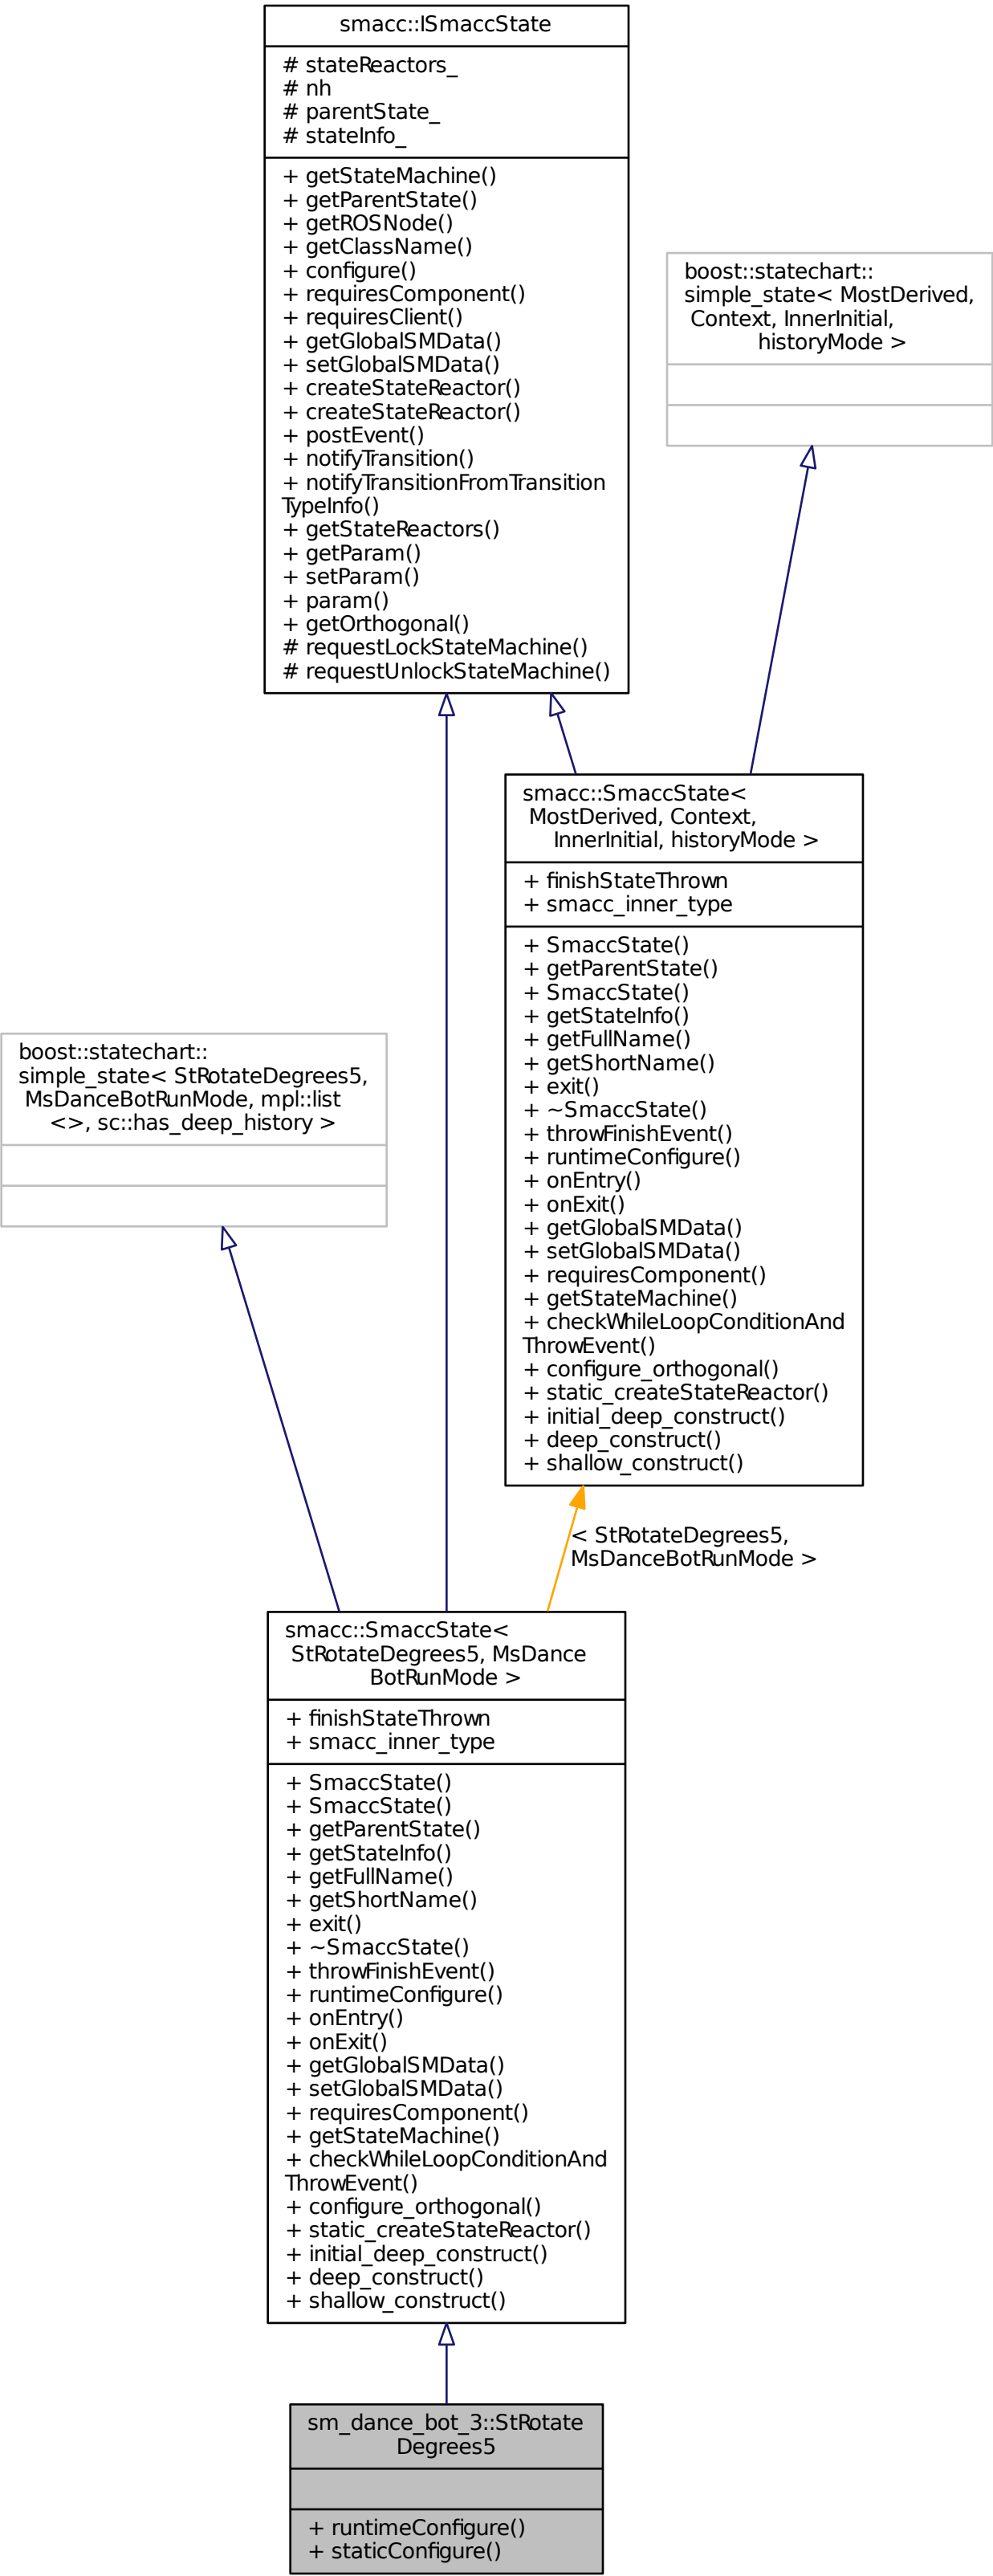 smacc::ISmaccState
# stateReactors_
# nh
# parentState_
# stateInfo_
+ getStateMachine()
+ getParentState()
+ getROSNode()
+ getClassName()
+ configure()
+ requiresComponent()
+ requiresClient()
+ getGlobalSMData()
+ setGlobalSMData()
+ createStateReactor()
+ createStateReactor()
+ postEvent()
+ notifyTransition()
+ notifyTransitionFromTransition
TypeInfo()
+ getStateReactors()
+ getParam()
+ setParam()
+ param()
+ getOrthogonal()
# requestLockStateMachine()
# requestUnlockStateMachine()
boost::statechart::
simple_state< MostDerived,
Context, InnerInitial,
historyMode >
smacc::SmaccState<
MostDerived, Context,
InnerInitial, historyMode >
+ finishStateThrown
+ smacc_inner_type
+ SmaccState()
+ getParentState()
+ SmaccState()
+ getStateInfo()
+ getFullName()
+ getShortName()
+ exit()
+ ~SmaccState()
+ throwFinishEvent()
+ runtimeConfigure()
+ onEntry()
+ onExit()
+ getGlobalSMData()
+ setGlobalSMData()
+ requiresComponent()
+ getStateMachine()
+ checkWhileLoopConditionAnd
ThrowEvent()
+ configure_orthogonal()
+ static_createStateReactor()
+ initial_deep_construct()
+ deep_construct()
+ shallow_construct()
boost::statechart::
simple_state< StRotateDegrees5,
MsDanceBotRunMode, mpl::list
<>, sc::has_deep_history >
< StRotateDegrees5,
MsDanceBotRunMode >
smacc::SmaccState<
StRotateDegrees5, MsDance
BotRunMode >
+ finishStateThrown
+ smacc_inner_type
+ SmaccState()
+ SmaccState()
+ getParentState()
+ getStateInfo()
+ getFullName()
+ getShortName()
+ exit()
+ ~SmaccState()
+ throwFinishEvent()
+ runtimeConfigure()
+ onEntry()
+ onExit()
+ getGlobalSMData()
+ setGlobalSMData()
+ requiresComponent()
+ getStateMachine()
+ checkWhileLoopConditionAnd
ThrowEvent()
+ configure_orthogonal()
+ static_createStateReactor()
+ initial_deep_construct()
+ deep_construct()
+ shallow_construct()
sm_dance_bot_3::StRotate
Degrees5
+ runtimeConfigure()
+ staticConfigure()